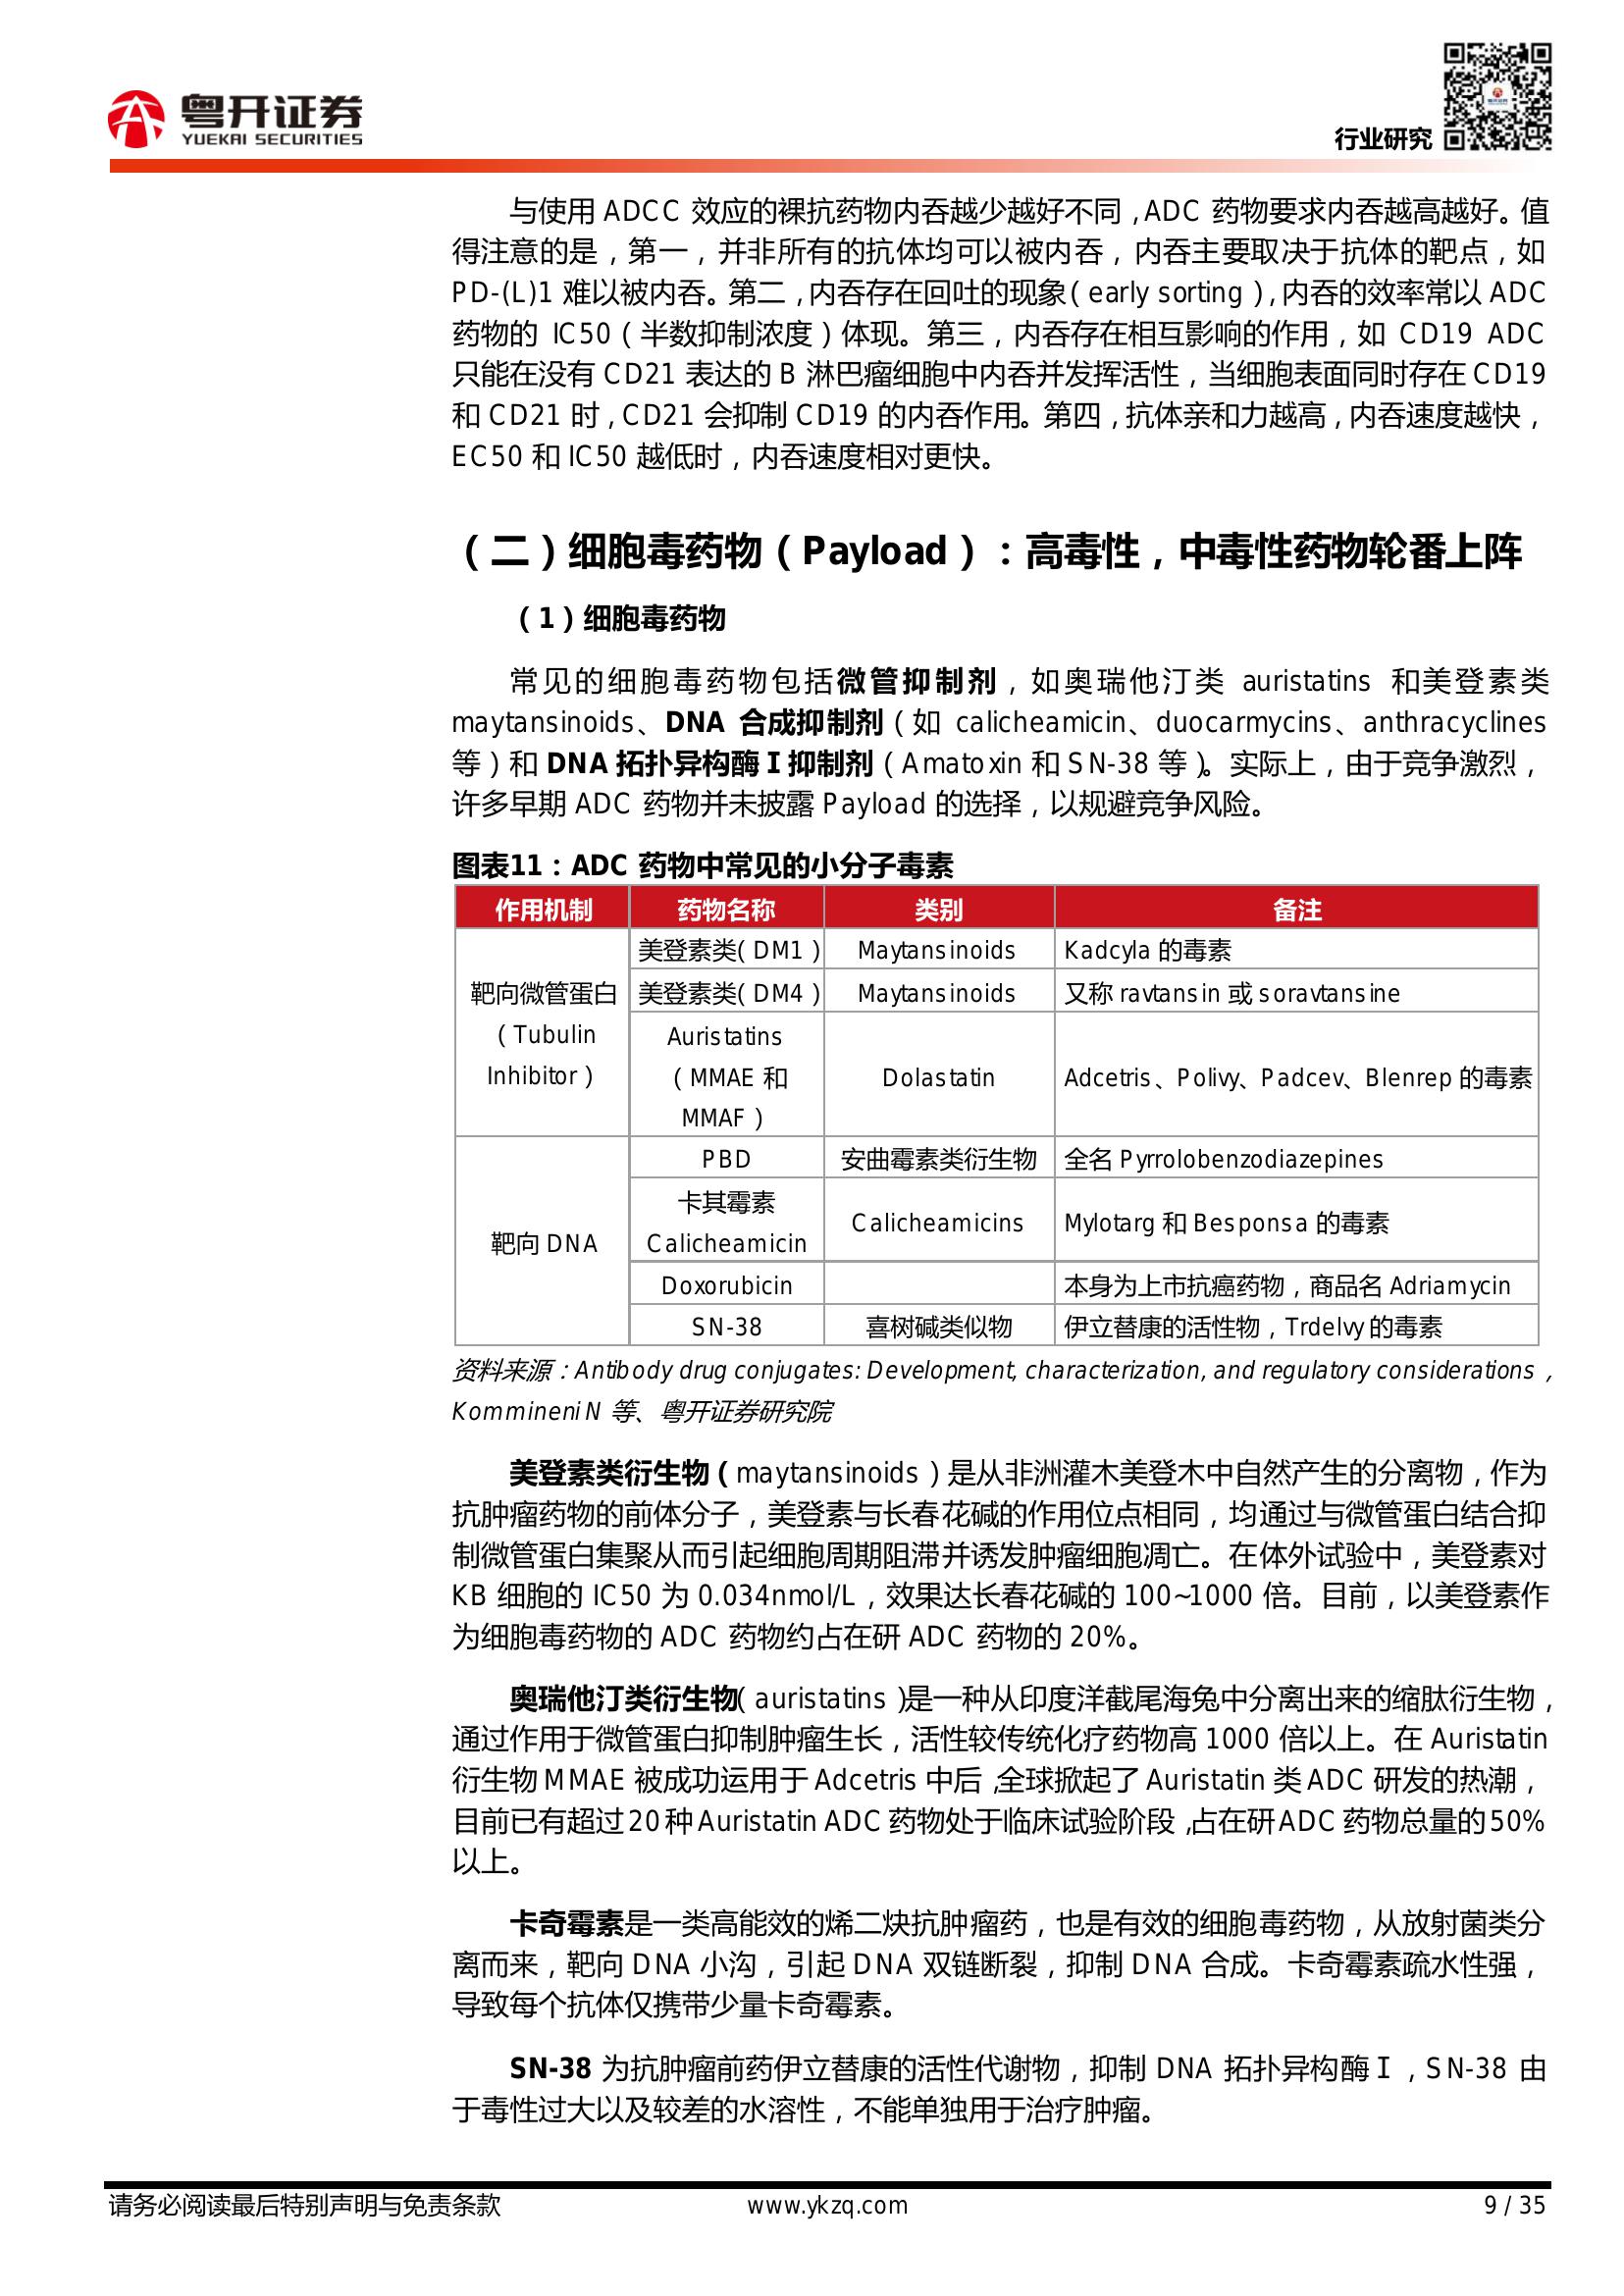 粤开证券
YUEKAI SECURITIES
行业研究
与使用 ADCC 效应的裸抗药物内吞越少越好不同，ADC 药物要求内吞越高越好。值
得注意的是，第一，并非所有的抗体均可以被内吞，内吞主要取决于抗体的靶点，如
PD-(L)1 难以被内吞。第二，内吞存在回吐的现象（early sorting），内吞的效率常以 ADC
药物的 IC50（半数抑制浓度）体现。第三，内吞存在相互影响的作用，如 CD19 ADC
只能在没有 CD21 表达的 B 淋巴瘤细胞中内吞并发挥活性，当细胞表面同时存在 CD19
和 CD21 时，CD21 会抑制 CD19 的内吞作用。第四，抗体亲和力越高，内吞速度越快，
EC50 和 IC50 越低时，内吞速度相对更快。
（二）细胞毒药物（Payload）：高毒性，中毒性药物轮番上阵
（1）细胞毒药物
常见的细胞毒药物包括微管抑制剂，如奥瑞他汀类 auristatins 和美登素类
maytansinoids、DNA 合成抑制剂（如 calicheamicin、duocarmycins、anthracyclines
等）和 DNA 拓扑异构酶 I 抑制剂（Amatoxin 和 SN-38 等）。实际上，由于竞争激烈，
许多早期 ADC 药物并未披露 Payload 的选择，以规避竞争风险。
图表11：ADC 药物中常见的小分子毒素
作用机制 药物名称 类别 备注
靶向微管蛋白
（Tubulin
Inhibitor）
美登素类（DM1） Maytansinoids Kadcyla 的毒素
美登素类（DM4） Maytansinoids 又称 ravtansin 或 soravtansine
Auristatins
（MMAE 和
MMAF）
Dolastatin Adcetris、Polivy、Padcev、Blenrep 的毒素
靶向 DNA
PBD 安曲霉素类衍生物 全名 Pyrrolobenzodiazepines
卡其霉素
Calicheamicin
Calicheamicins Mylotarg 和 Besponsa 的毒素
Doxorubicin 本身为上市抗癌药物，商品名 Adriamycin
SN-38 喜树碱类似物 伊立替康的活性物，Trdelvy 的毒素
资料来源：Antibody drug conjugates: Development, characterization, and regulatory considerations，
Kommineni N 等、粤开证券研究院
美登素类衍生物（maytansinoids）是从非洲灌木美登木中自然产生的分离物，作为
抗肿瘤药物的前体分子，美登素与长春花碱的作用位点相同，均通过与微管蛋白结合抑
制微管蛋白集聚从而引起细胞周期阻滞并诱发肿瘤细胞凋亡。在体外试验中，美登素对
KB 细胞的 IC50 为 0.034nmol/L，效果达长春花碱的 100~1000 倍。目前，以美登素作
为细胞毒药物的 ADC 药物约占在研 ADC 药物的 20%。
奥瑞他汀类衍生物（auristatins）是一种从印度洋截尾海兔中分离出来的缩肽衍生物，
通过作用于微管蛋白抑制肿瘤生长，活性较传统化疗药物高 1000 倍以上。在 Auristatin
衍生物 MMAE 被成功运用于 Adcetris 中后，全球掀起了 Auristatin 类 ADC 研发的热潮，
目前已有超过 20 种 Auristatin ADC 药物处于临床试验阶段，占在研 ADC 药物总量的 50%
以上。
卡奇霉素是一类高能效的烯二炔抗肿瘤药，也是有效的细胞毒药物，从放射菌类分
离而来，靶向 DNA 小沟，引起 DNA 双链断裂，抑制 DNA 合成。卡奇霉素疏水性强，
导致每个抗体仅携带少量卡奇霉素。
SN-38 为抗肿瘤前药伊立替康的活性代谢物，抑制 DNA 拓扑异构酶 I，SN-38 由
于毒性过大以及较差的水溶性，不能单独用于治疗肿瘤。
请务必阅读最后特别声明与免责条款 www.ykzq.com 9 / 35